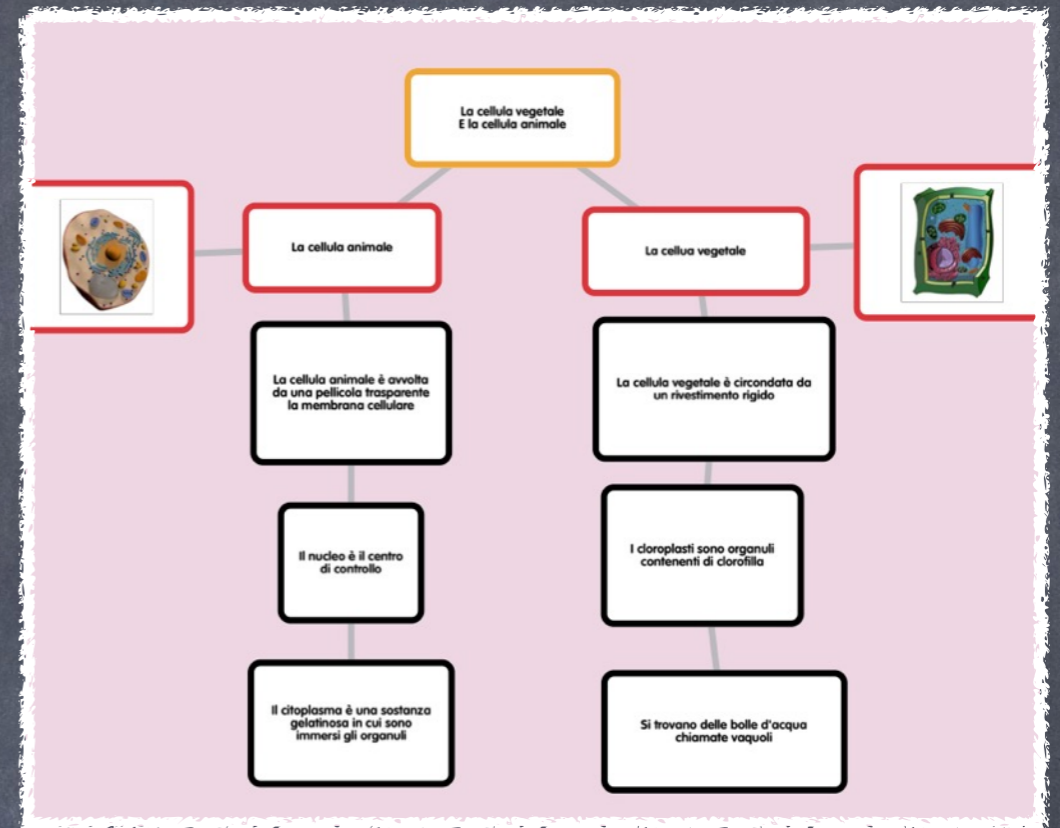 La cellula vegetale
E la cellula animale
La cellula animale
La cellua vegetale
La cellula animale è avvolta
da una pellicola trasparente
la membrana cellulare
La cellula vegetale è circondata da
un rivestimento rigido
Il nucleo è il centro
di controllo
I cloroplasti sono organuli
contenenti di clorofilla
Il citoplasma è una sostanza
gelatinosa in cui sono
immersi gli organuli
Si trovano delle bolle d'acqua
chiamate vaquoli